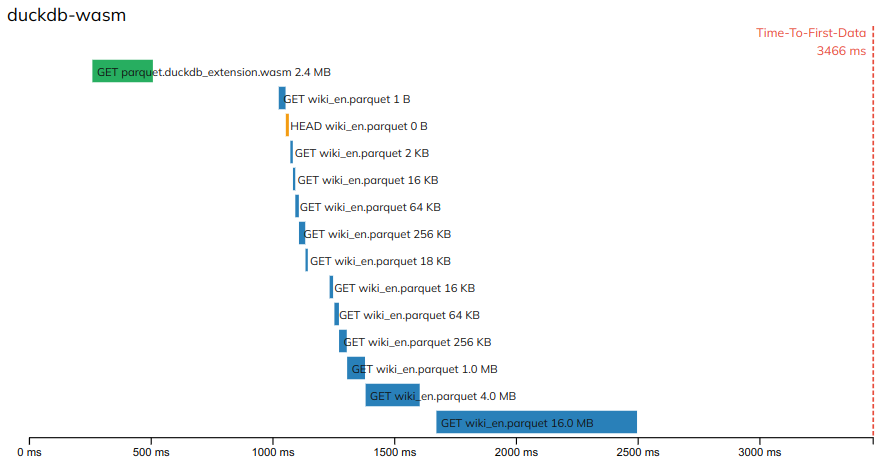 duckdb-wasm
Time-To-First-Data
3466 ms
GET parquet.duckdb_extension.wasm 2.4 MB
GET wiki_en.parquet 1 B
HEAD wiki_en.parquet 0 B
GET wiki_en.parquet 2 KB
GET wiki_en.parquet 16 KB
GET wiki_en.parquet 64 KB
GET wiki_en.parquet 256 KB
GET wiki_en.parquet 18 KB
GET wiki_en.parquet 16 KB
GET wiki_en.parquet 64 KB
GET wiki_en.parquet 256 KB
GET wiki_en.parquet 1.0 MB
GET wiki_en.parquet 4.0 MB
GET wiki_en.parquet 16.0 MB
0 ms 500 ms 1000 ms 1500 ms 2000 ms 2500 ms 3000 ms